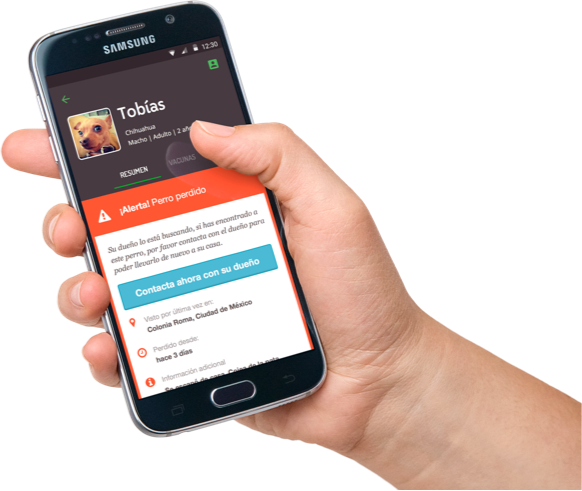 SAMSUNG
12:30
Tobías
Chihuahua
Macho | Adulto | 2
RESUMEN
VACUNAS
¡Alerta! Perro perdido
Su dueño lo está buscando, si has encontrado a
este perro, por favor contacta con el dueño para
poder llevarlo de nuevo a su casa.
Contacta ahora con su dueño
Visto por última vez en:
Colonia Roma, Ciudad de México
Perdido desde:
hace 3 días
Información adicional